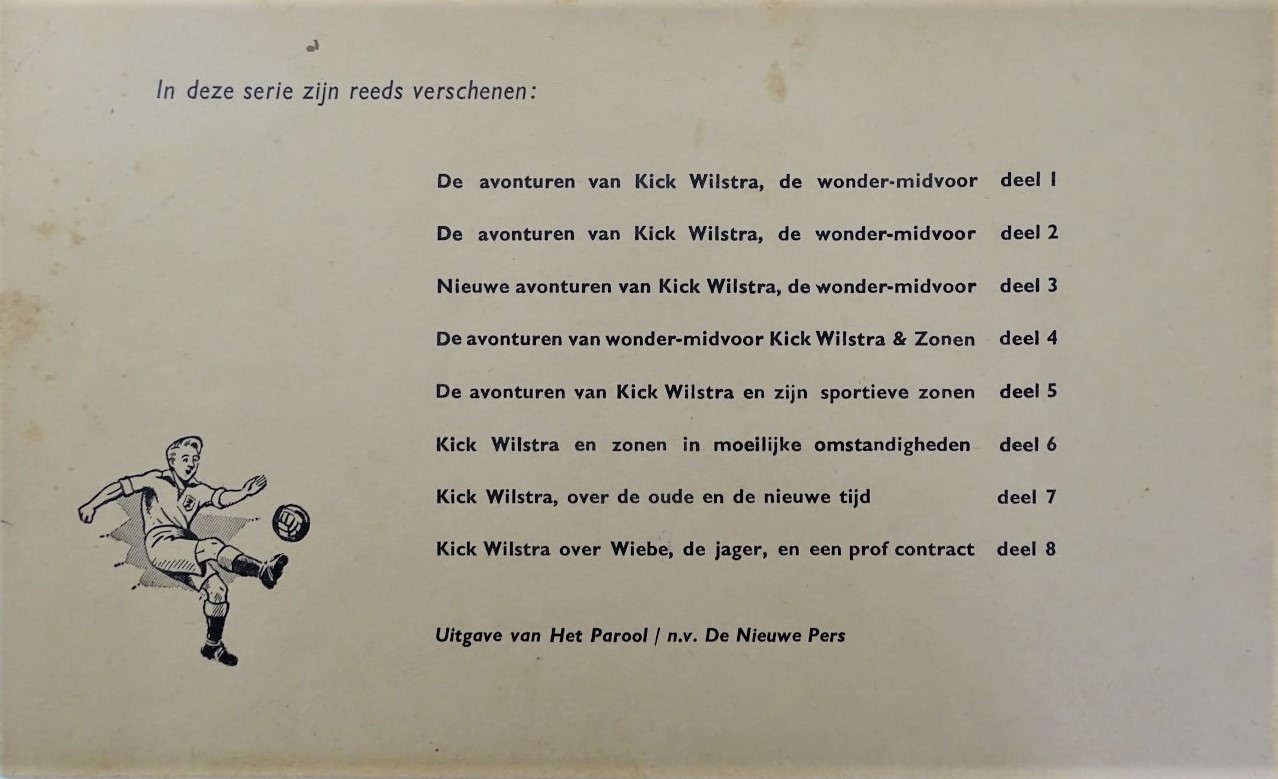 In deze serie zijn reeds verschenen:
De avonturen van Kick Wilstra, de wonder-midvoor deel 1
De avonturen van Kick Wilstra, de wonder-midvoor deel 2
Nieuwe avonturen van Kick Wilstra, de wonder-midvoor deel 3
De avonturen van wonder-midvoor Kick Wilstra & Zonen deel 4
De avonturen van Kick Wilstra en zijn sportieve zonen deel 5
Kick Wilstra en zonen in moeilijke omstandigheden deel 6
Kick Wilstra, over de oude en de nieuwe tijd deel 7
Kick Wilstra over Wiebe, de jager, en een prof contract deel 8
Uitgave van Het Parool / n.v. De Nieuwe Pers